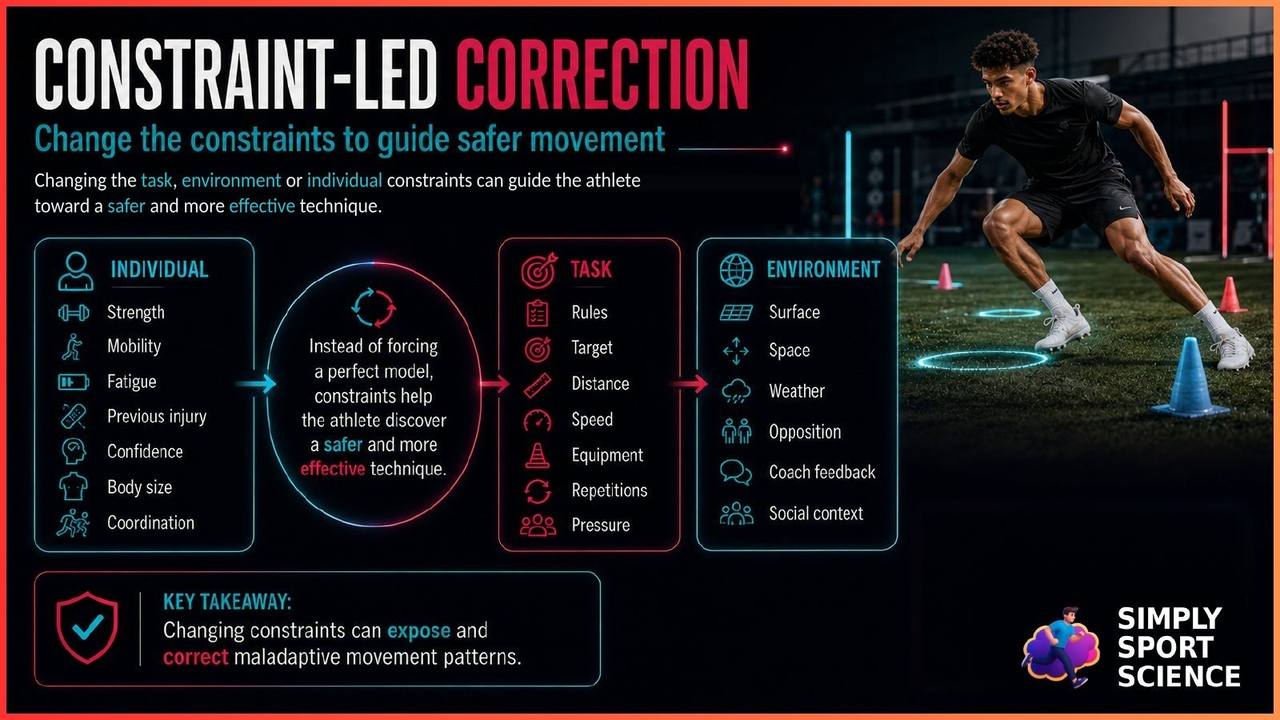 CONSTRAINT-LED CORRECTION
Change the constraints to guide safer movement
Changing the task, environment or individual constraints can guide the athlete
toward a safer and more effective technique.
INDIVIDUAL
Strength
Mobility
Fatigue
Previous injury
Confidence
Body size
Coordination
Instead of forcing
a perfect model,
constraints help
the athlete discover
a safer and more
effective technique.
TASK
Rules
Target
Distance
Speed
Equipment
Repetitions
Pressure
ENVIRONMENT
Surface
Space
Weather
Opposition
Coach feedback
Social context
KEY TAKEAWAY:
Changing constraints can expose and
correct maladaptive movement patterns.
SIMPLY
SPORT
SCIENCE